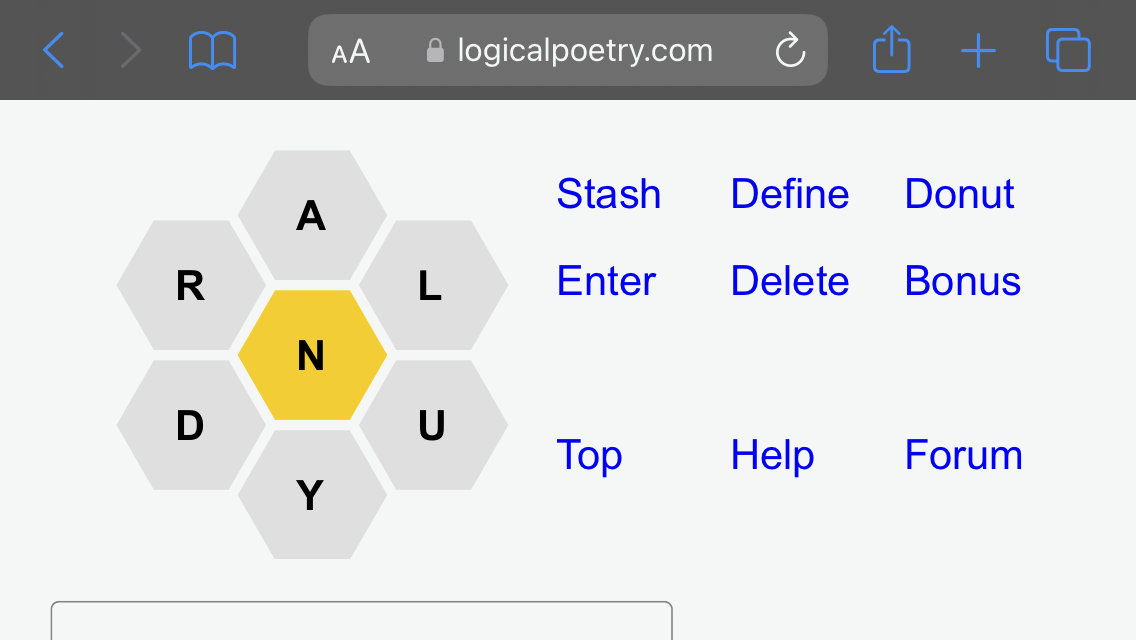 AA logicalpoetry.com
A
R
L
N
D
U
Y
Stash Define Donut
Enter Delete Bonus
Top Help Forum